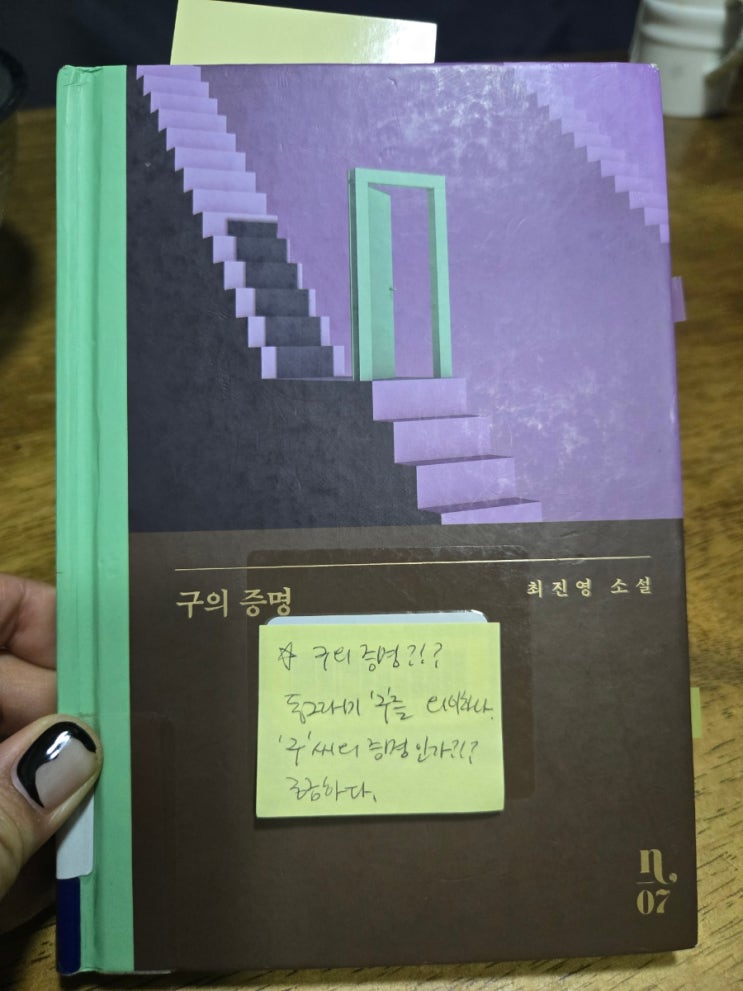 구의 증명
최진영 소설
☆ 구의 증명?!?
동그라미 '구'를 의미하나.
'구'씨의 증명인가?!?
궁금하다.
n,
07